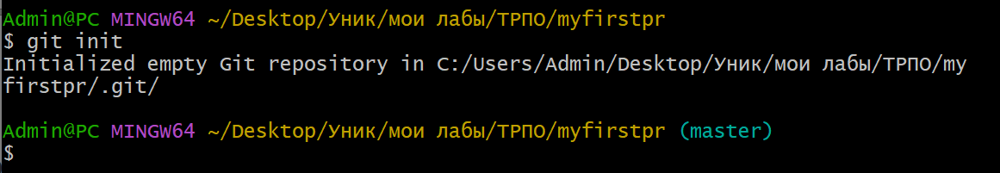 Admin@PC MINGW64 ~/Desktop/Уник/мои лабы/ТРПО/myfirstpr
$ git init
Initialized empty Git repository in C:/Users/Admin/Desktop/Уник/мои лабы/ТРПО/my
firstpr/.git/
Admin@PC MINGW64 ~/Desktop/Уник/мои лабы/ТРПО/myfirstpr (master)
$